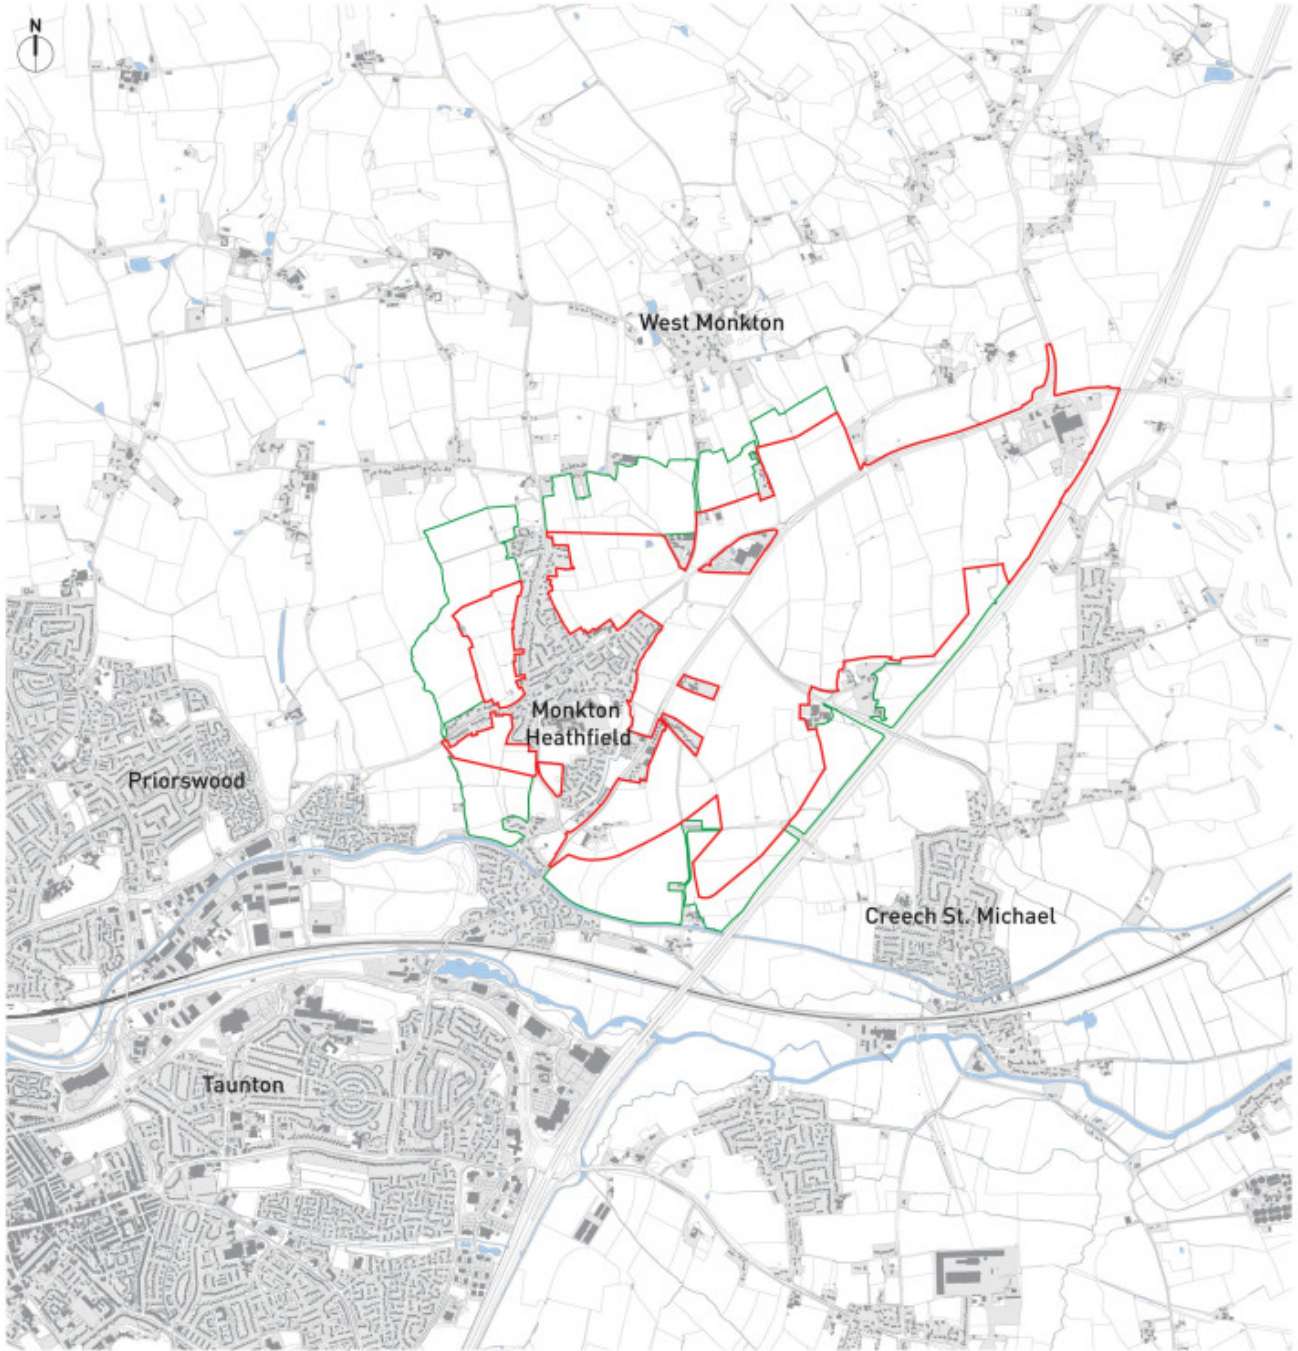 N
West Monkton
Monkton
Heathfield
Priorswood
Creech St. Michael
Taunton